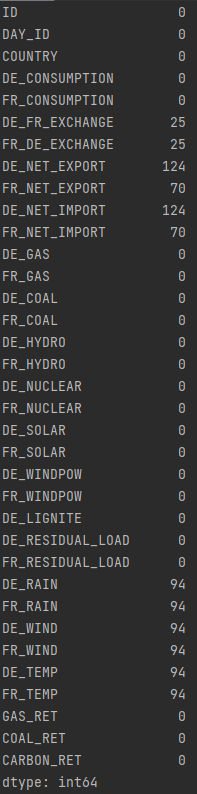 ID 0
DAY_ID 0
COUNTRY 0
DE_CONSUMPTION 0
FR_CONSUMPTION 0
DE_FR_EXCHANGE 25
FR_DE_EXCHANGE 25
DE_NET_EXPORT 124
FR_NET_EXPORT 70
DE_NET_IMPORT 124
FR_NET_IMPORT 70
DE_GAS 0
FR_GAS 0
DE_COAL 0
FR_COAL 0
DE_HYDRO 0
FR_HYDRO 0
DE_NUCLEAR 0
FR_NUCLEAR 0
DE_SOLAR 0
FR_SOLAR 0
DE_WINDPOW 0
FR_WINDPOW 0
DE_LIGNITE 0
DE_RESIDUAL_LOAD 0
FR_RESIDUAL_LOAD 0
DE_RAIN 94
FR_RAIN 94
DE_WIND 94
FR_WIND 94
DE_TEMP 94
FR_TEMP 94
GAS_RET 0
COAL_RET 0
CARBON_RET 0
dtype: int64